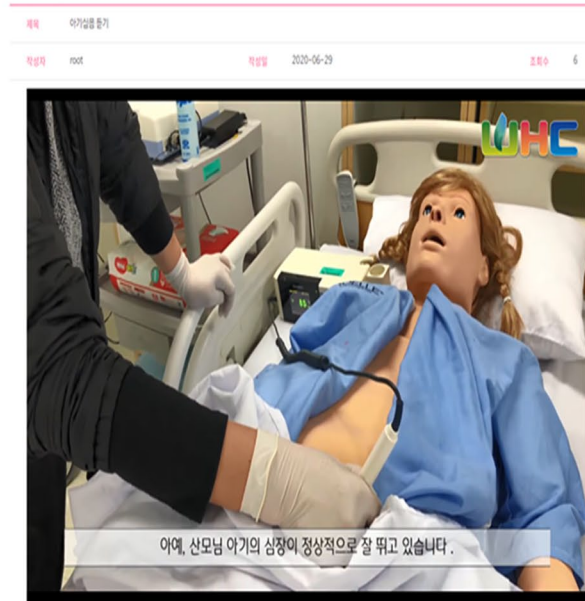 제목 아기심음 듣기
작성자 root 작성일 2020-06-29 조회수 6
WHC
NOELLE
아예, 산모님 아기의 심장이 정상적으로 잘 뛰고 있습니다 .